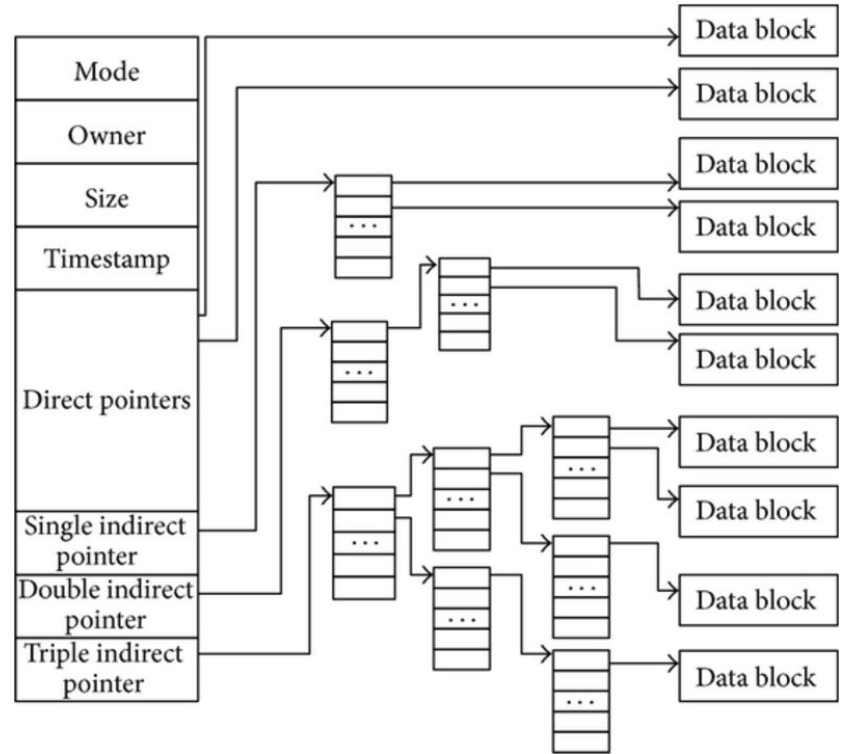 Mode
Owner
Size
Timestamp
Direct pointers
Single indirect
pointer
Double indirect
pointer
Triple indirect
pointer
...
...
...
...
...
...
...
...
...
Data block
Data block
Data block
Data block
Data block
Data block
Data block
Data block
Data block
Data block